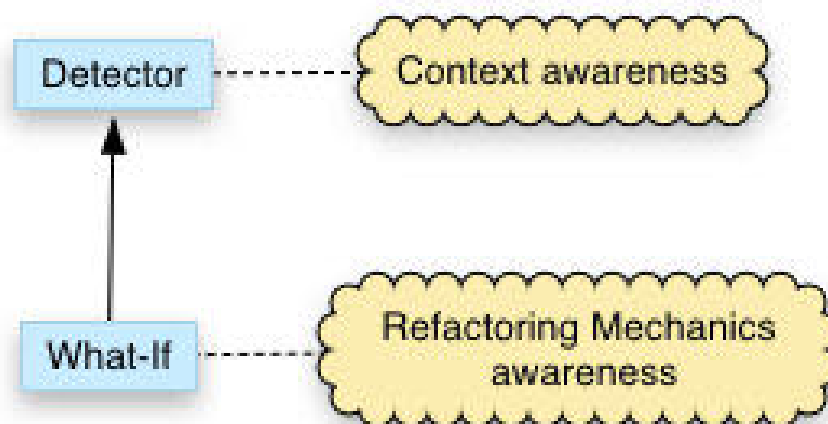 Detector
Context awareness
What-If
Refactoring Mechanics
awareness